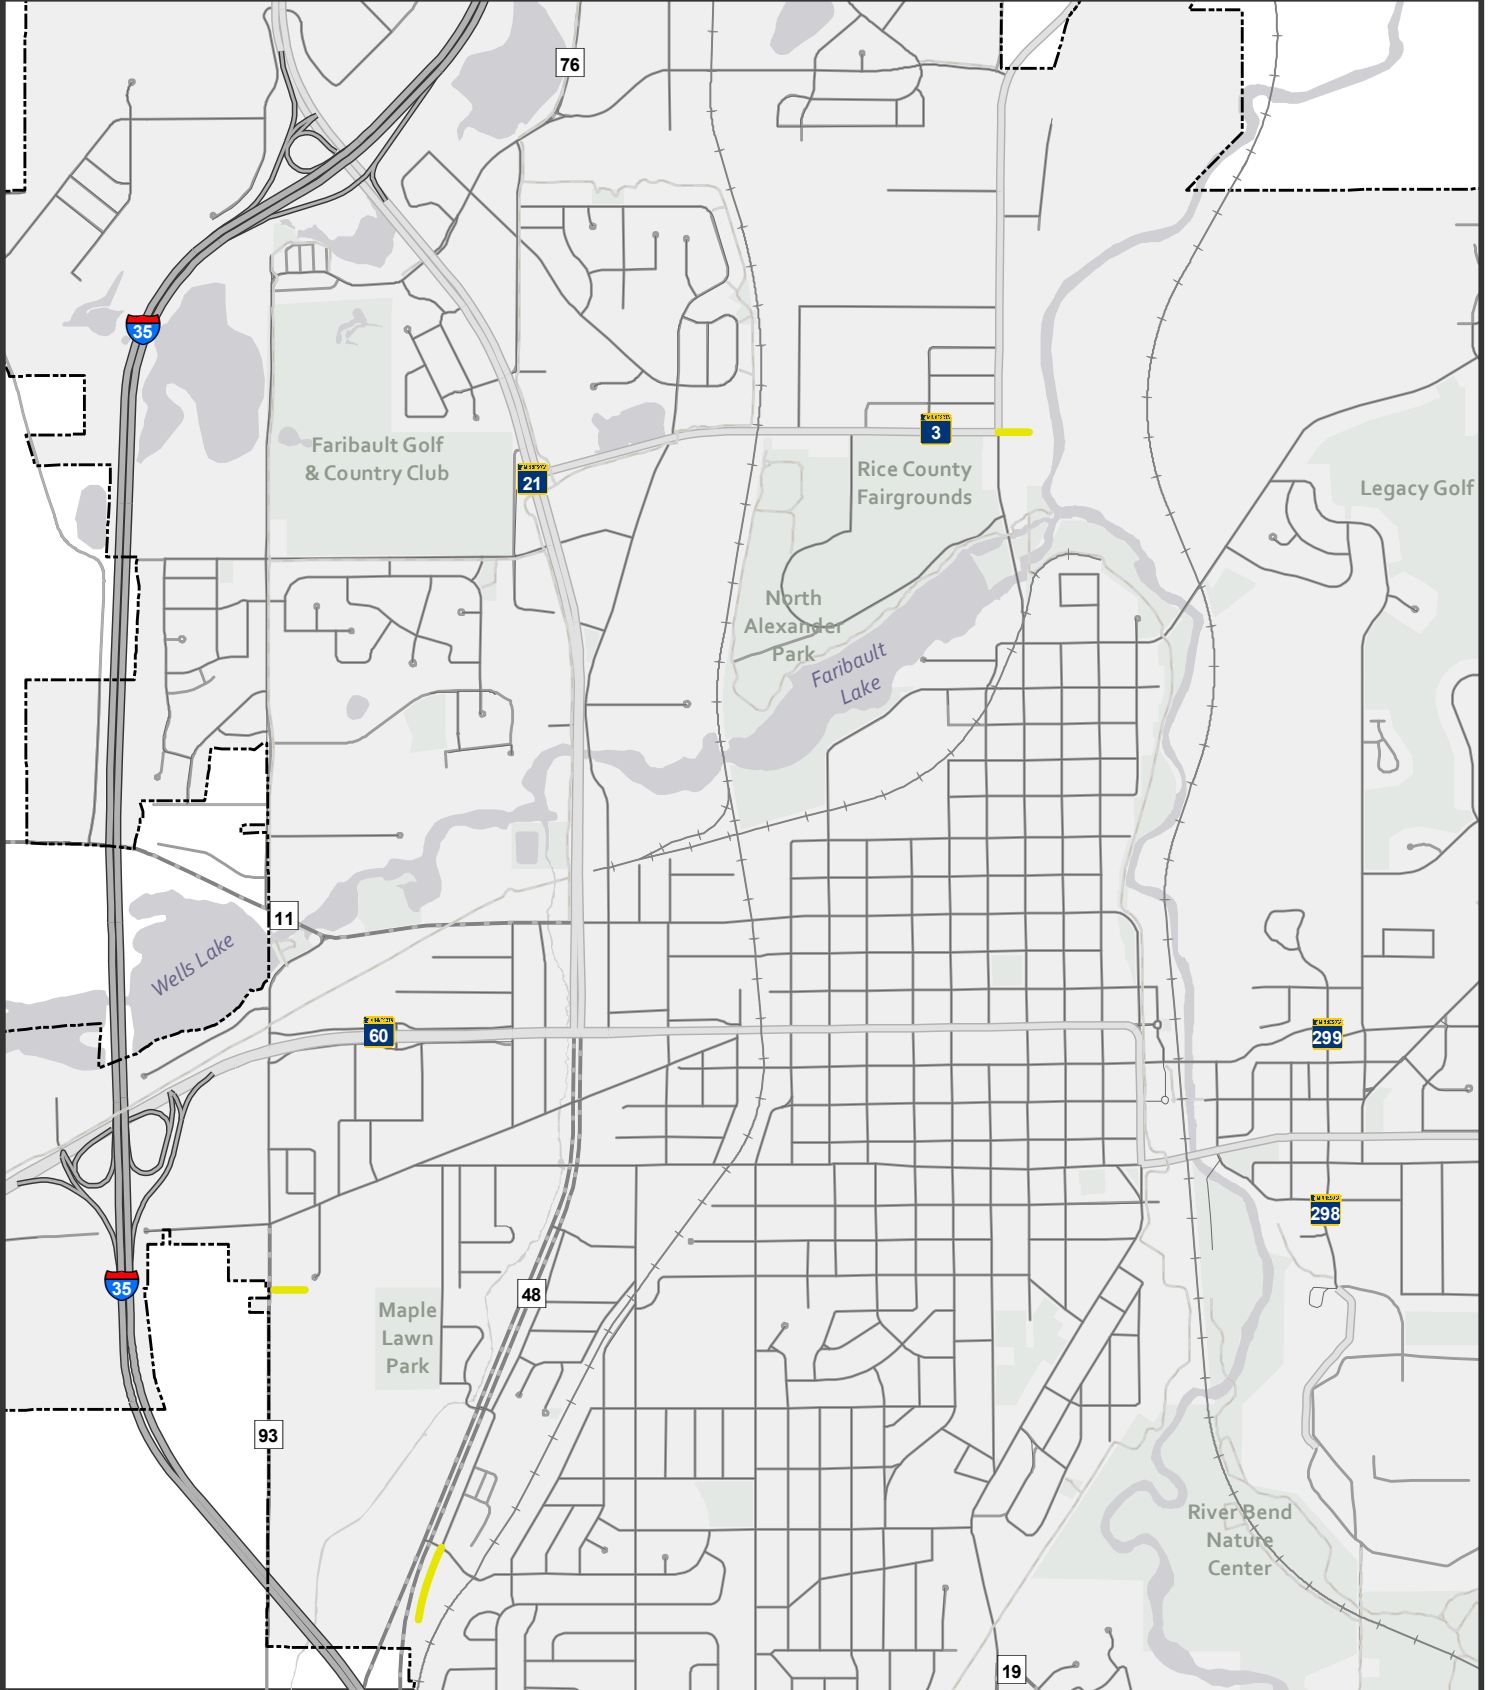 76
35
3
Faribault Golf
& Country Club
21
Rice County
Fairgrounds
Legacy Golf
North
Alexander
Park
Faribault
Lake
11
Wells Lake
60
299
298
35
48
Maple
Lawn
Park
93
River Bend
Nature
Center
19